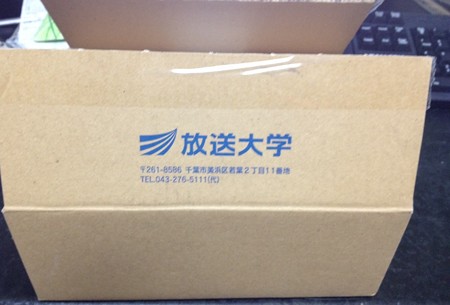 放送大学
〒261-8586 千葉市美浜区若葉2丁目11番地
TEL.043-276-5111(代)